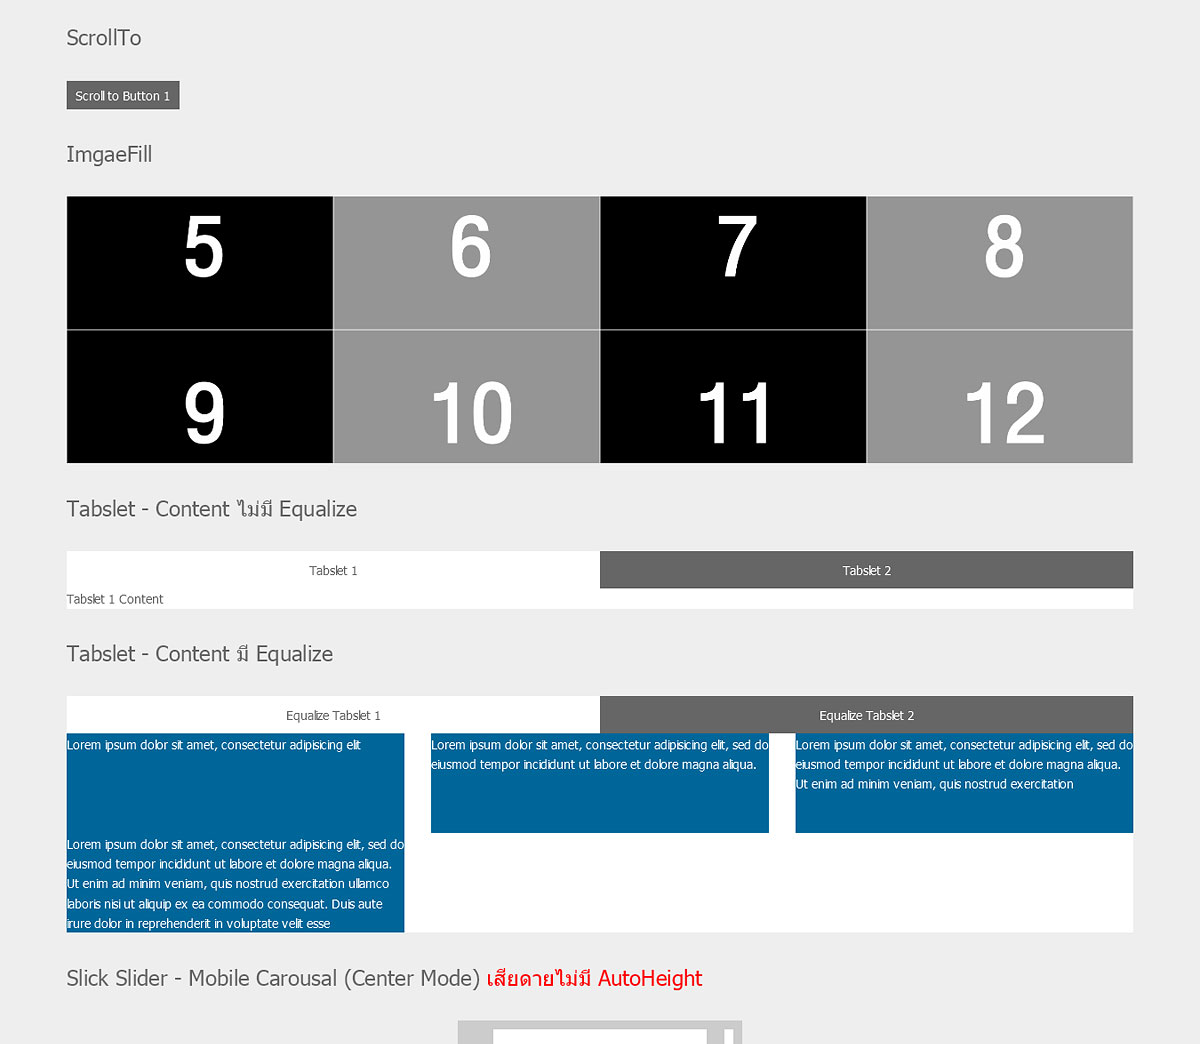 ScrollTo
Scroll to Button 1
ImgaeFill
5 6 7 8
9 10 11 12
Tabslet - Content ไม่มี Equalize
Tabslet 1 Tabslet 2
Tabslet 1 Content
Tabslet - Content มี Equalize
Equalize Tabslet 1 Equalize Tabslet 2
Lorem ipsum dolor sit amet, consectetur adipisicing elit
Lorem ipsum dolor sit amet, consectetur adipisicing elit, sed do
eiusmod tempor incididunt ut labore et dolore magna aliqua.
Lorem ipsum dolor sit amet, consectetur adipisicing elit, sed do
eiusmod tempor incididunt ut labore et dolore magna aliqua.
Ut enim ad minim veniam, quis nostrud exercitation
Lorem ipsum dolor sit amet, consectetur adipisicing elit, sed do
eiusmod tempor incididunt ut labore et dolore magna aliqua.
Ut enim ad minim veniam, quis nostrud exercitation ullamco
laboris nisi ut aliquip ex ea commodo consequat. Duis aute
irure dolor in reprehenderit in voluptate velit esse
Slick Slider - Mobile Carousal (Center Mode) เสียดายไม่มี AutoHeight